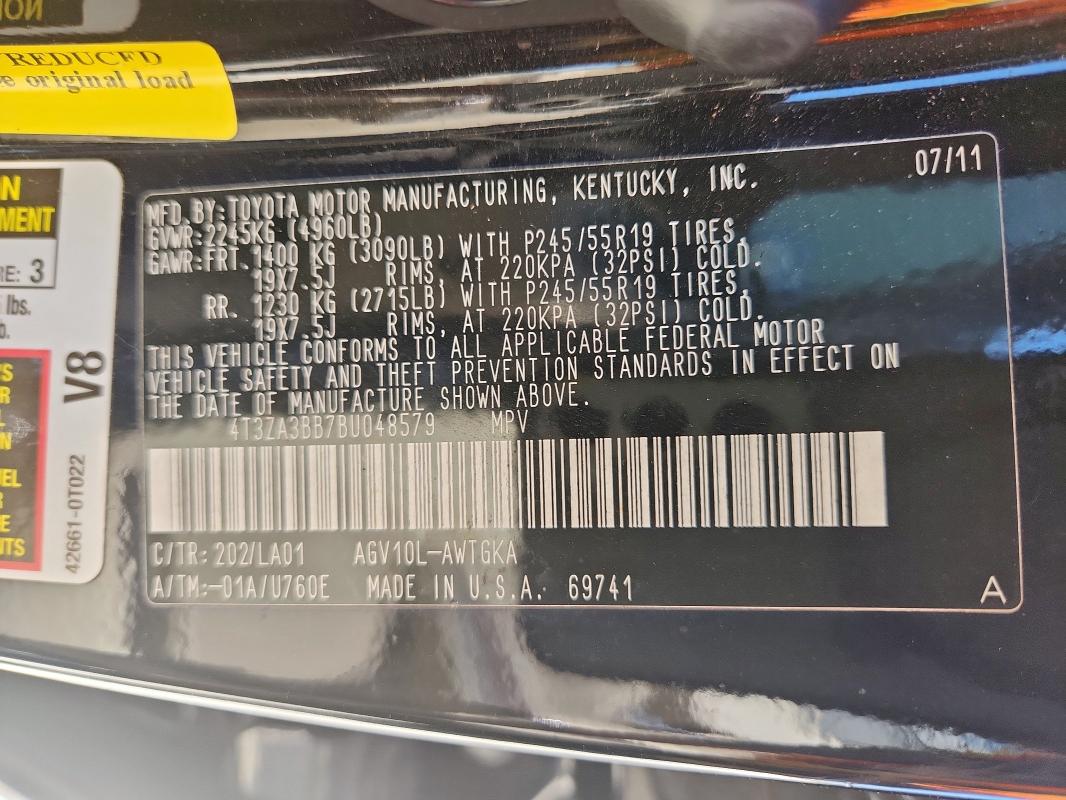 REDUCED
original load
MENT
RE: 3
lbs.
V8
42661-0T022
07/11
MFD. BY: TOYOTA MOTOR MANUFACTURING, KENTUCKY, INC.
GVWR: 2245KG (4960LB)
GAWR: FRT. 1400 KG (3090LB) WITH P245/55R19 TIRES,
19X7.5J RIMS, AT 220KPA (32PSI) COLD.
RR. 1230 KG (2715LB) WITH P245/55R19 TIRES,
19X7.5J RIMS, AT 220KPA (32PSI) COLD.
THIS VEHICLE CONFORMS TO ALL APPLICABLE FEDERAL MOTOR
VEHICLE SAFETY AND THEFT PREVENTION STANDARDS IN EFFECT ON
THE DATE OF MANUFACTURE SHOWN ABOVE.
4T3ZA3BB7BU048579 MPV
C/TR: 202/LA01 AGV10L-AWTGKA
A/TM:-01A/U760E MADE IN U.S.A. 69741
A